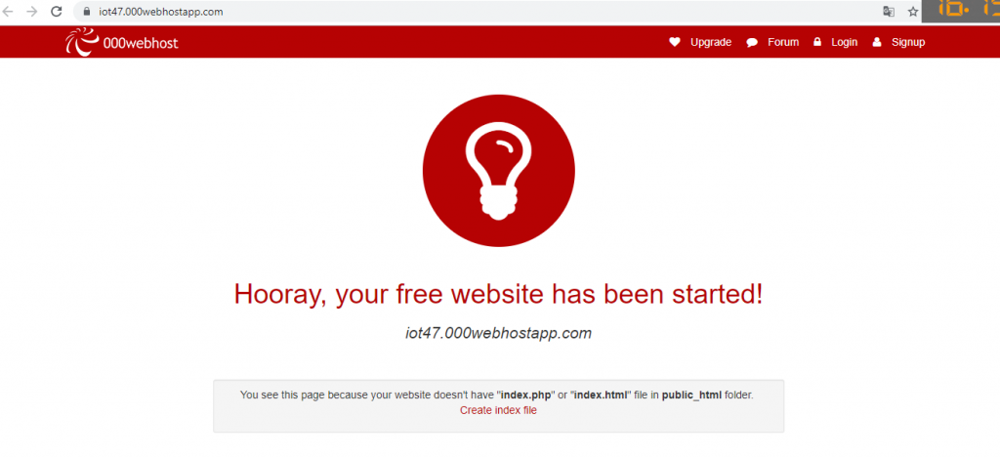 iot47.000webhostapp.com
000webhost Upgrade Forum Login Signup
Hooray, your free website has been started!
iot47.000webhostapp.com
You see this page because your website doesn't have "index.php" or "index.html" file in public_html folder.
Create index file